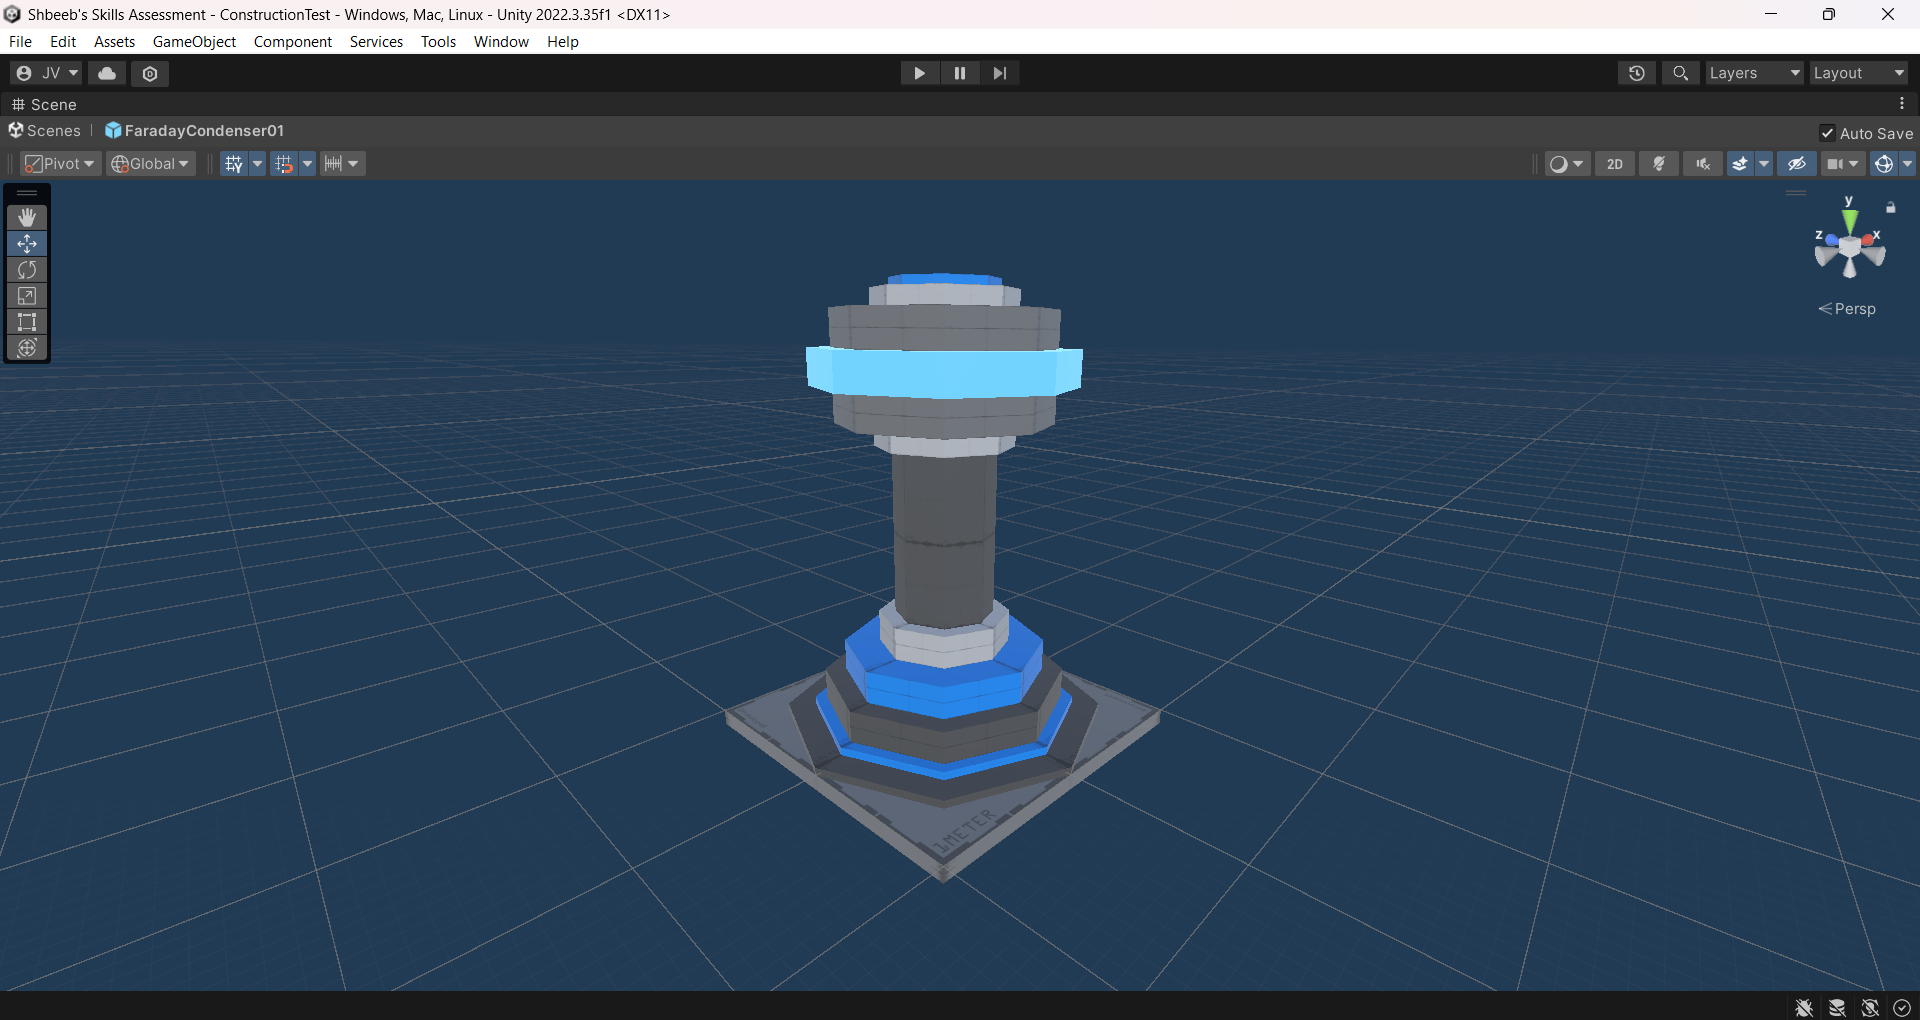 Shbeeb's Skills Assessment - ConstructionTest - Windows, Mac, Linux - Unity 2022.3.35f1 <DX11>
File Edit Assets GameObject Component Services Tools Window Help
JV Layers Layout
Scene
Scenes | FaradayCondenser01 Auto Save
Pivot Global 2D
y
z x
Persp
1METER